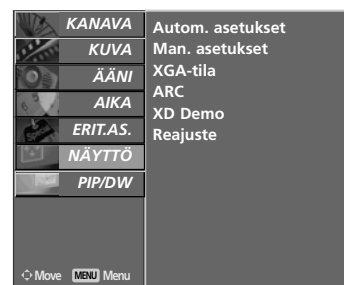 KANAVA
KUVA
ÄÄNI
AIKA
ERIT.AS.
NÄYTTÖ
PIP/DW
Autom. asetukset
Man. asetukset
XGA-tila
ARC
XD Demo
Reajuste
Move MENU Menu